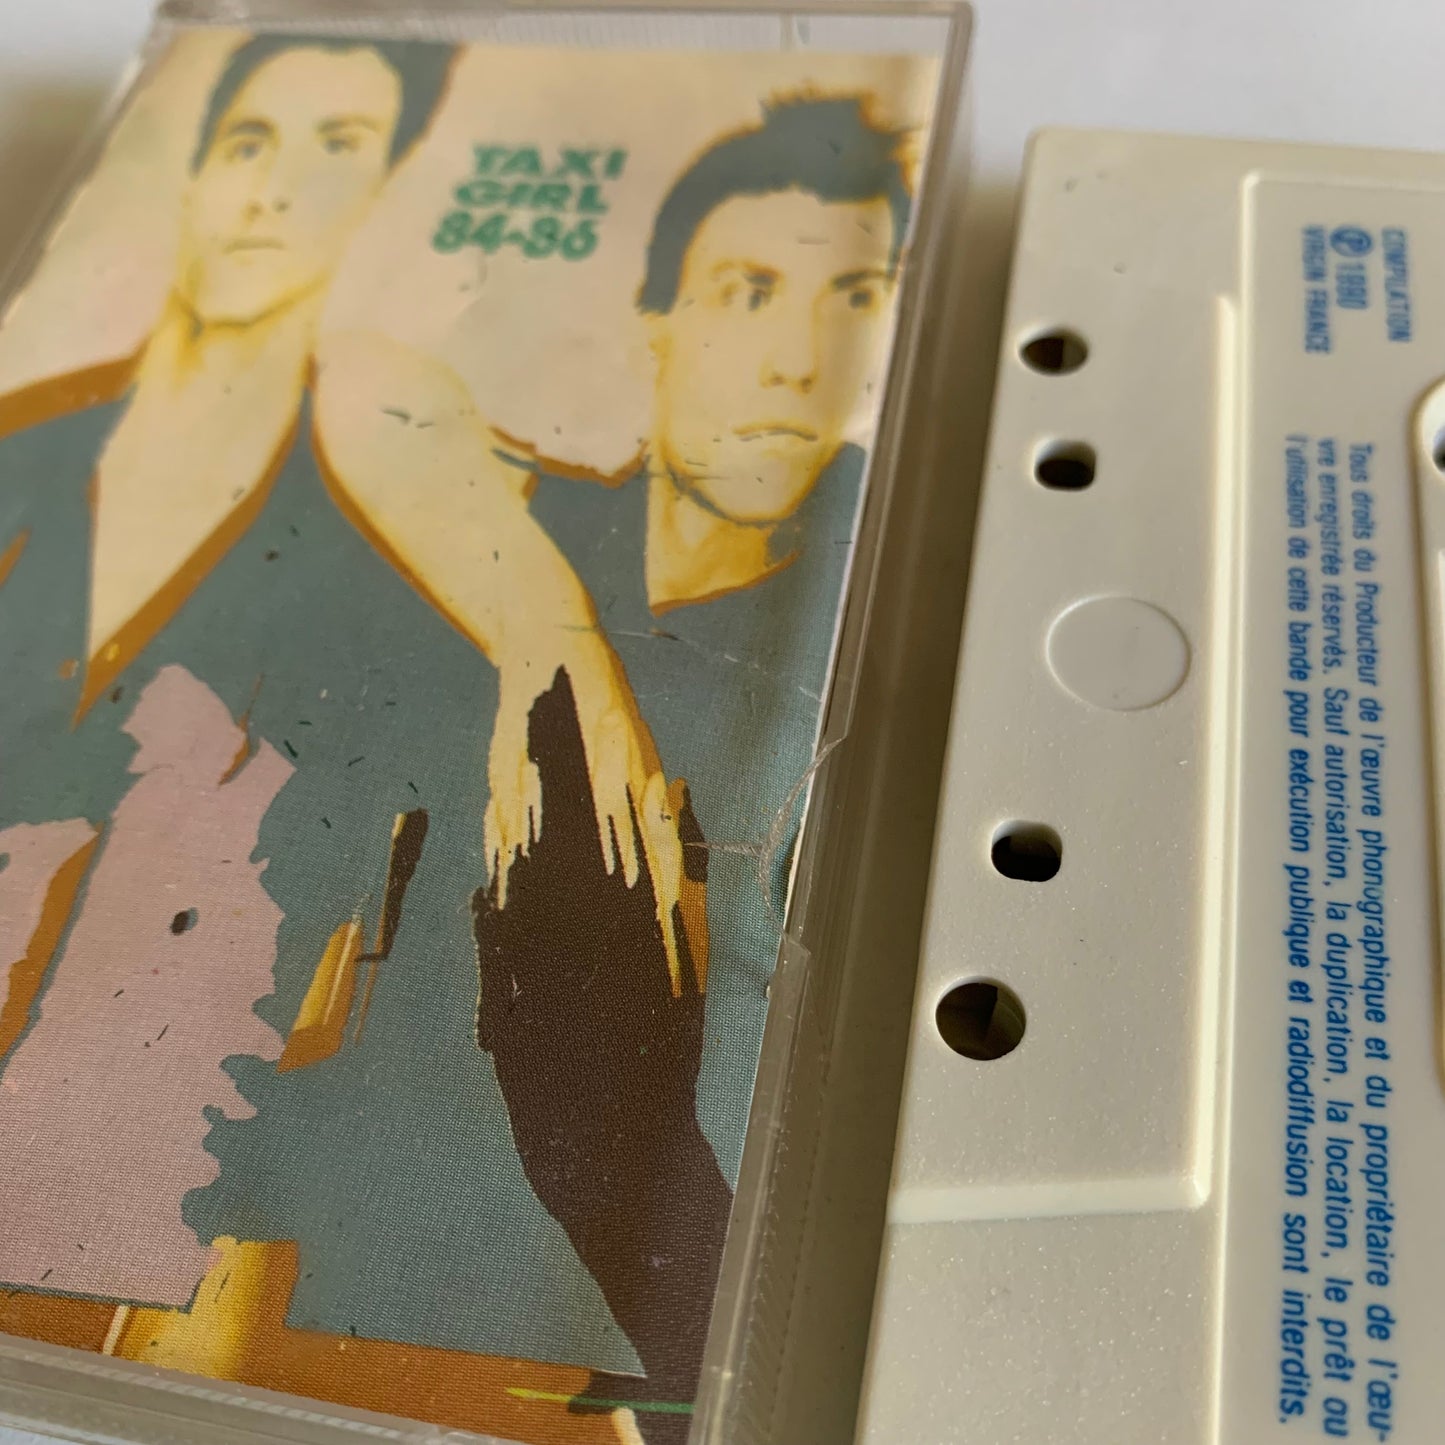 TAXI
GIRL
84-86
COMPILATION
℗ 1990
VIRGIN FRANCE
Tous droits du Producteur de l'œuvre phonographique et du propriétaire de l'œu-
vre enregistrée réservés. Sauf autorisation, la duplication, la location, le prêt ou
l'utilisation de cette bande pour exécution publique et radiodiffusion sont interdits.